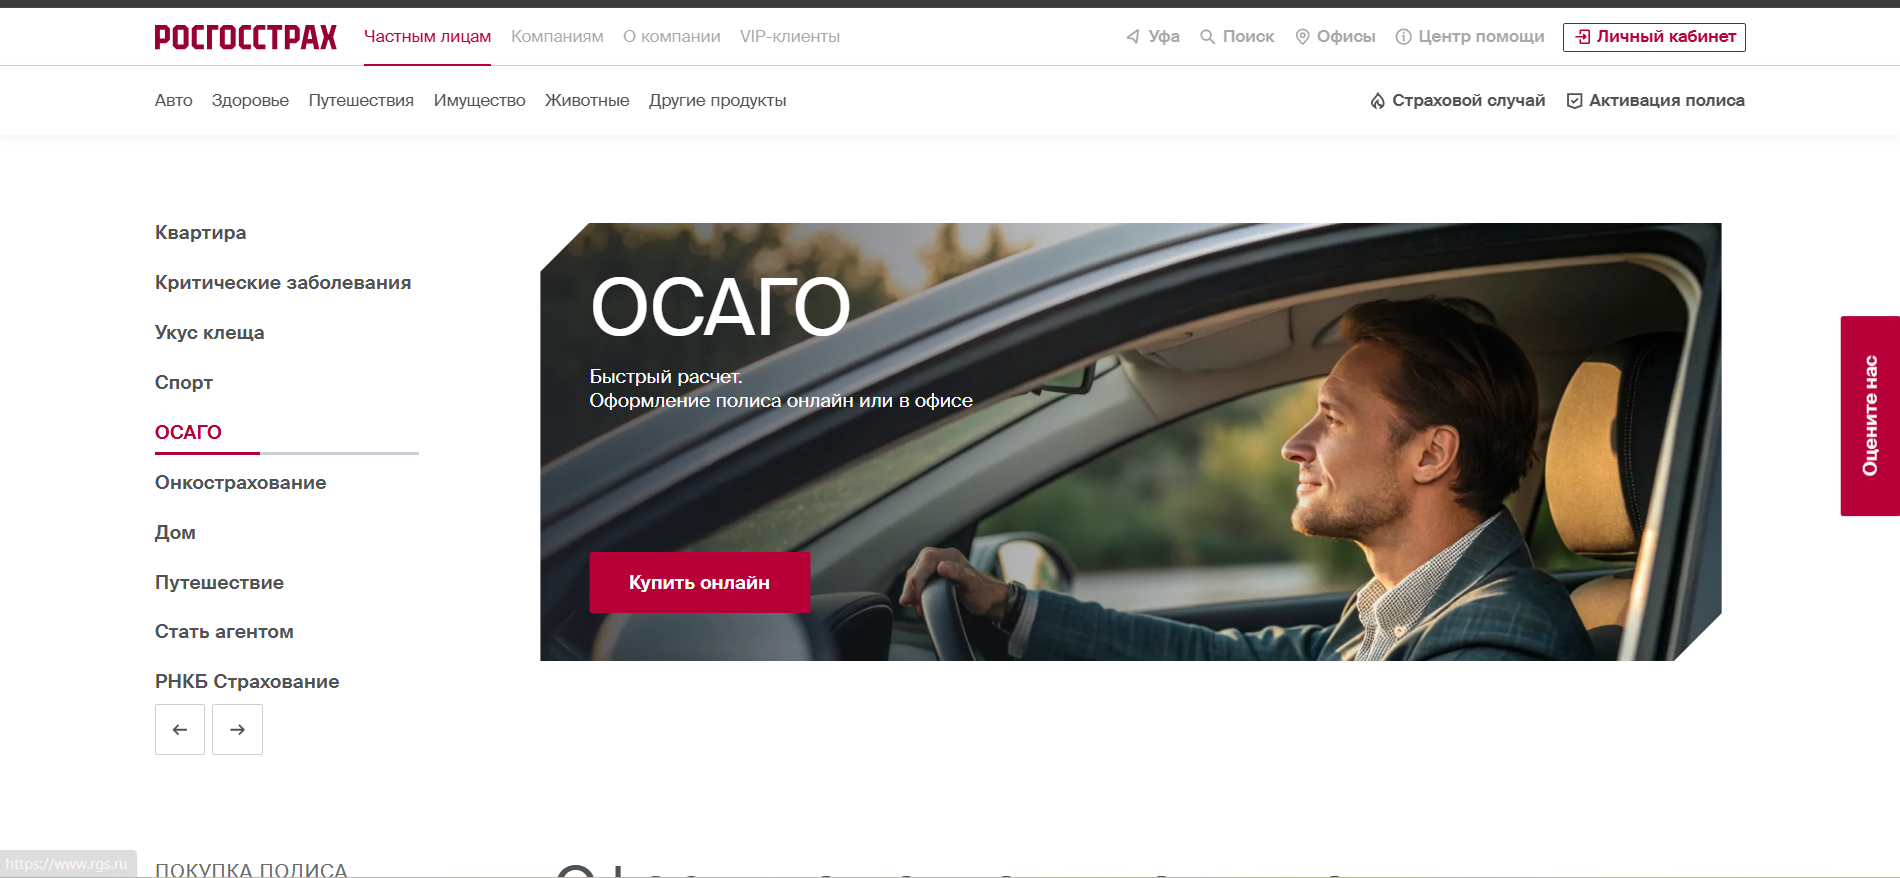 РОСГОССТРАХ Частным лицам Компаниям О компании VIP-клиенты Уфа Поиск Офисы Центр помощи Личный кабинет
Авто Здоровье Путешествия Имущество Животные Другие продукты Страховой случай Активация полиса
Квартира
Критические заболевания
Укус клеща
Спорт
ОСАГО
Онкострахование
Дом
Путешествие
Стать агентом
РНКБ Страхование
ОСАГО
Быстрый расчет.
Оформление полиса онлайн или в офисе
Купить онлайн
Оцените нас
ПОКУПКА ПОЛИСА
https://www.rgs.ru